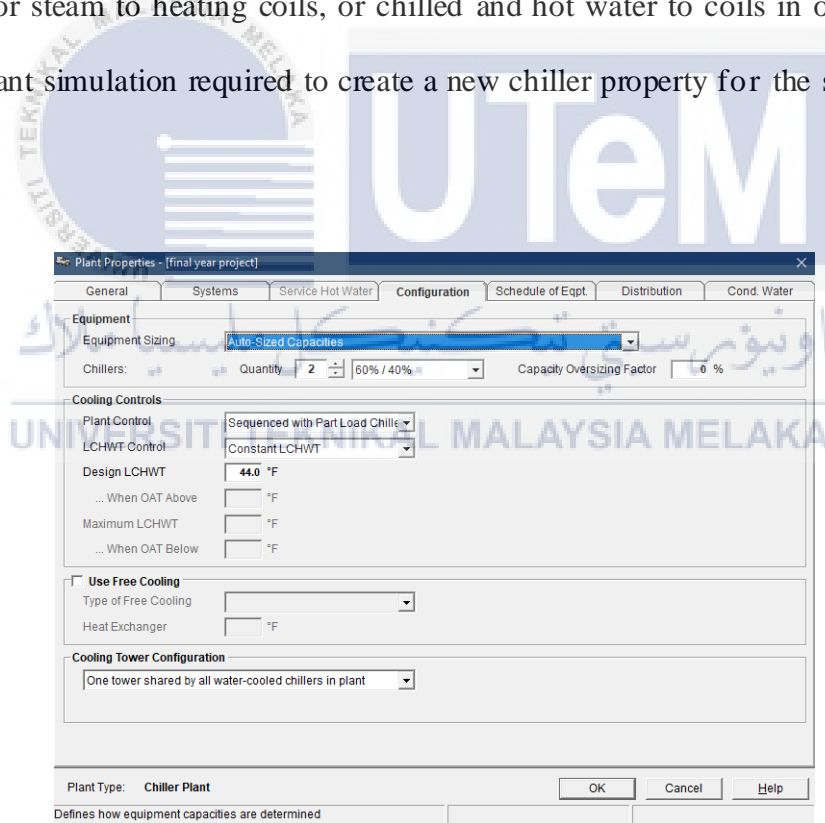 or steam to heating coils, or chilled and hot water to coils in o
ant simulation required to create a new chiller property for the s
UTeM
Plant Properties - [final year project]
General Systems Service Hot Water Configuration Schedule of Eqpt. Distribution Cond. Water
Equipment
Equipment Sizing Auto-Sized Capacities
Chillers: Quantity 2 60% / 40% Capacity Oversizing Factor 0 %
اونيۏرسيتي تيكنيكل مليسيا ملاك
Cooling Controls
Plant Control Sequenced with Part Load Chille
UNIVERSITI TEKNIKAL MALAYSIA MELAKA
LCHWT Control Constant LCHWT
Design LCHWT 44.0 °F
... When OAT Above °F
Maximum LCHWT °F
... When OAT Below °F
Use Free Cooling
Type of Free Cooling
Heat Exchanger °F
Cooling Tower Configuration
One tower shared by all water-cooled chillers in plant
Plant Type: Chiller Plant OK Cancel Help
Defines how equipment capacities are determined